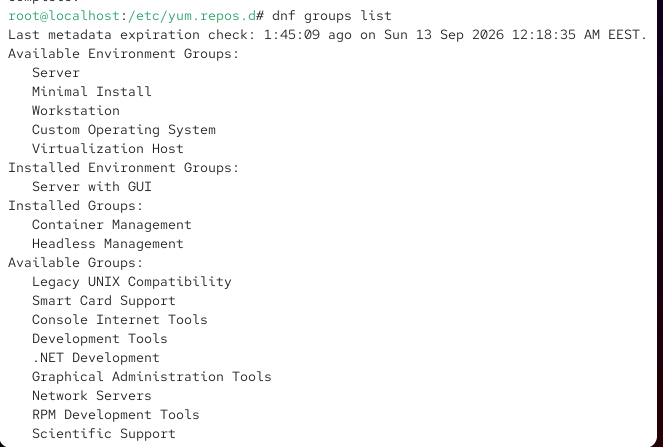 root@localhost:/etc/yum.repos.d# dnf groups list
Last metadata expiration check: 1:45:09 ago on Sun 13 Sep 2026 12:18:35 AM EEST.
Available Environment Groups:
   Server
   Minimal Install
   Workstation
   Custom Operating System
   Virtualization Host
Installed Environment Groups:
   Server with GUI
Installed Groups:
   Container Management
   Headless Management
Available Groups:
   Legacy UNIX Compatibility
   Smart Card Support
   Console Internet Tools
   Development Tools
   .NET Development
   Graphical Administration Tools
   Network Servers
   RPM Development Tools
   Scientific Support